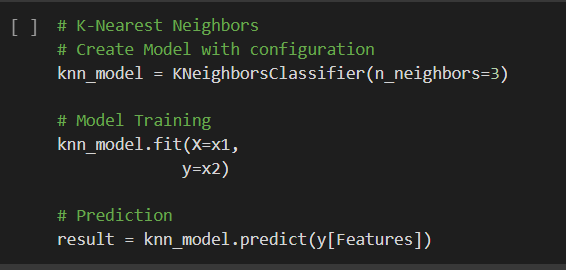 [ ] # K-Nearest Neighbors
# Create Model with configuration
knn_model = KNeighborsClassifier(n_neighbors=3)
# Model Training
knn_model.fit(X=x1,
y=x2)
# Prediction
result = knn_model.predict(y[Features])